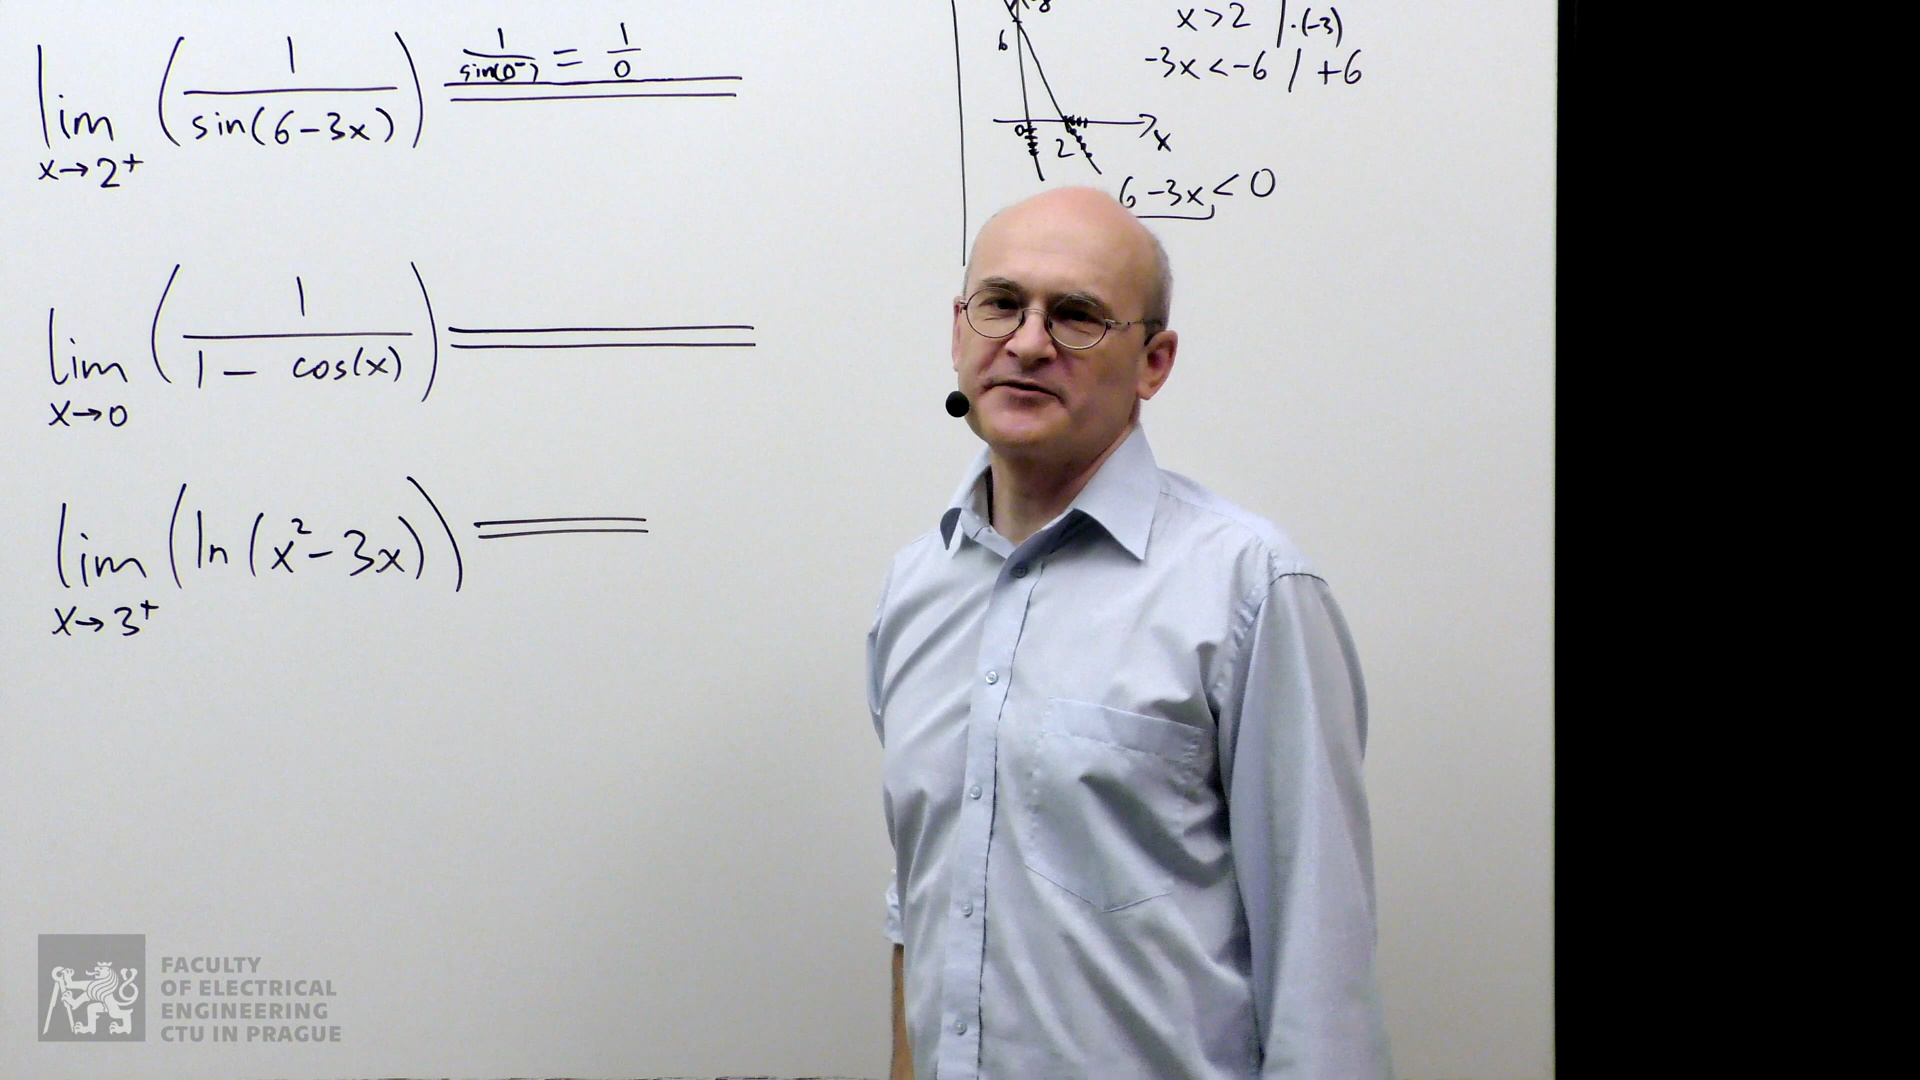 lim ( 1 / sin(6-3x) ) 1 / sin(0⁻) = 1 / 0
x→2⁺
lim ( 1 / 1 - cos(x) )
x→0
lim ( ln(x²-3x) )
x→3⁺
x>2 /·(-3)
-3x<-6 / +6
6
0
2
x
6-3x<0
FACULTY
OF ELECTRICAL
ENGINEERING
CTU IN PRAGUE